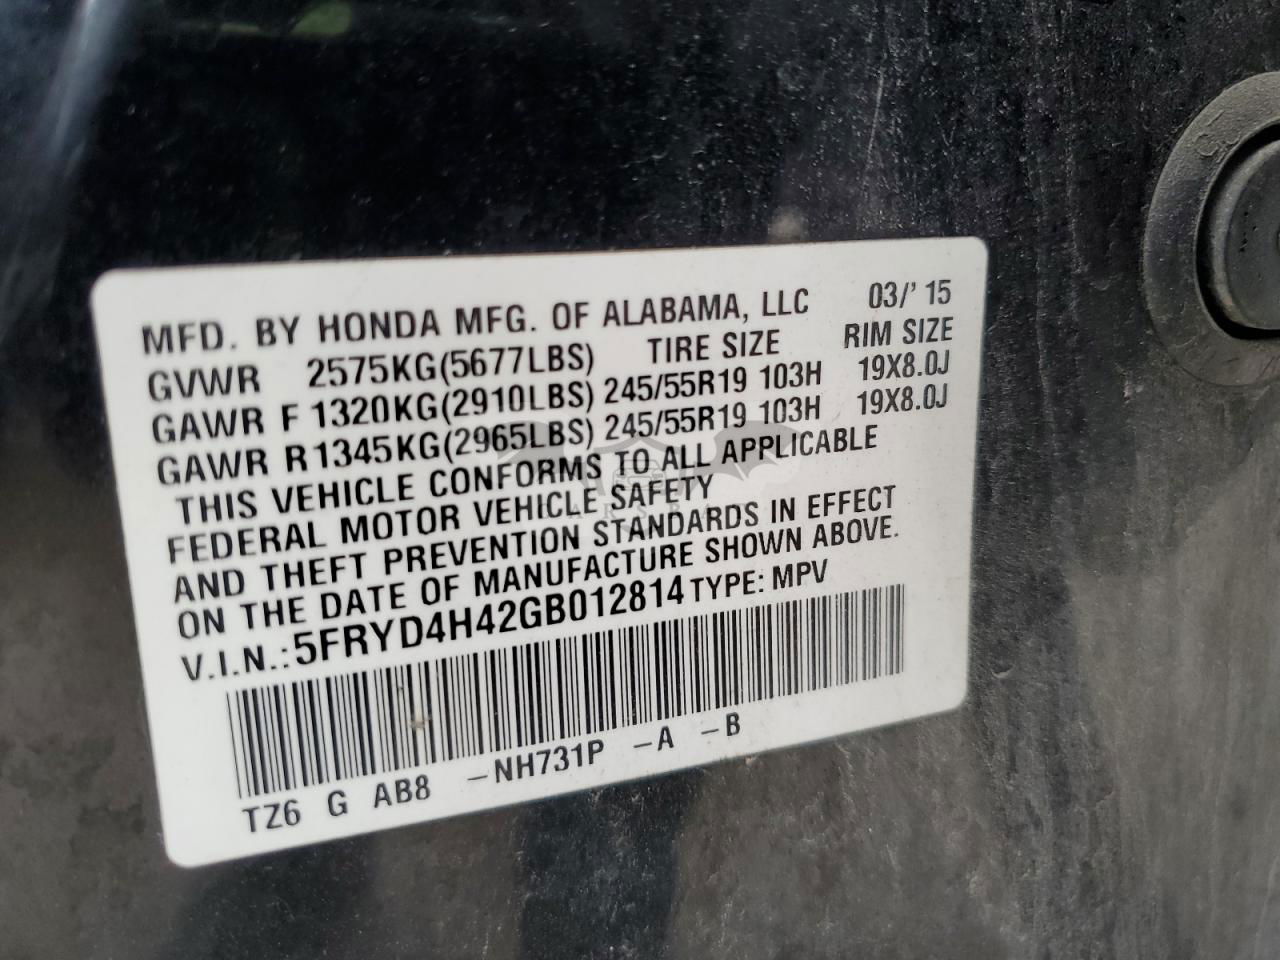 MFD. BY HONDA MFG. OF ALABAMA, LLC 03/'15
GVWR 2575KG(5677LBS) TIRE SIZE RIM SIZE
GAWR F 1320KG(2910LBS) 245/55R19 103H 19X8.0J
GAWR R 1345KG(2965LBS) 245/55R19 103H 19X8.0J
THIS VEHICLE CONFORMS TO ALL APPLICABLE
FEDERAL MOTOR VEHICLE SAFETY
AND THEFT PREVENTION STANDARDS IN EFFECT
ON THE DATE OF MANUFACTURE SHOWN ABOVE.
V.I.N.:5FRYD4H42GB012814 TYPE: MPV
TZ6 G AB8 -NH731P -A -B